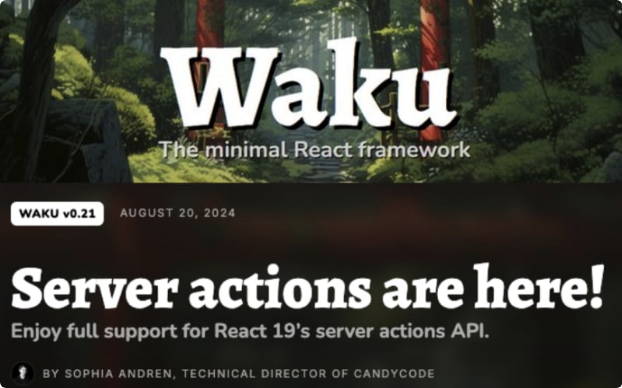 Waku
The minimal React framework
WAKU v0.21 AUGUST 20, 2024
Server actions are here!
Enjoy full support for React 19's server actions API.
BY SOPHIA ANDREN, TECHNICAL DIRECTOR OF CANDYCODE